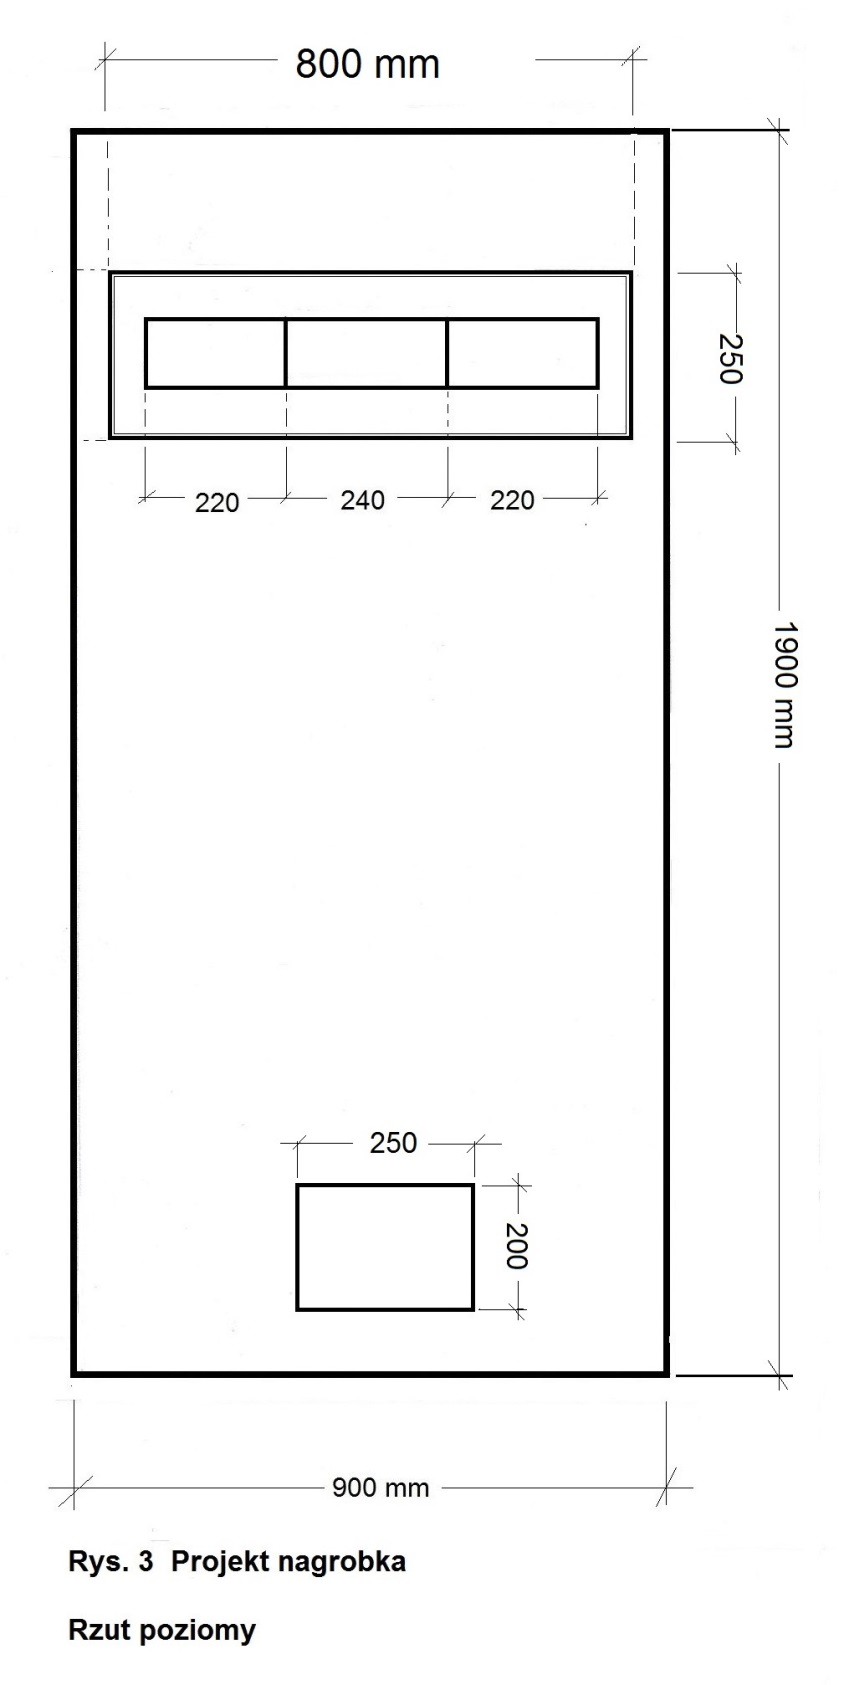 800 mm
250
220 240 220
1900 mm
250
200
900 mm
Rys. 3 Projekt nagrobka
Rzut poziomy